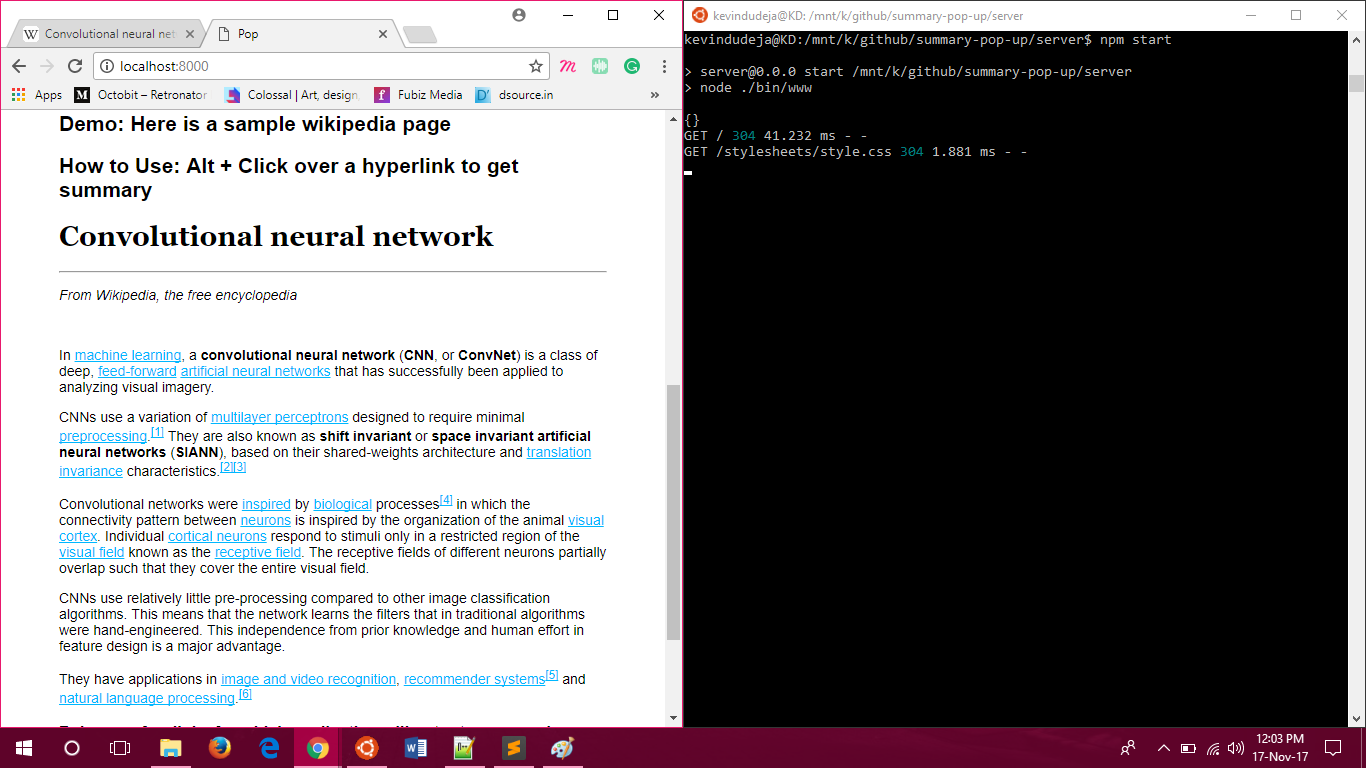 Convolutional neural net
Pop
localhost:8000
Apps
Octobit – Retronator
Colossal | Art, design
Fubiz Media
dsource.in
»
Demo: Here is a sample wikipedia page
How to Use: Alt + Click over a hyperlink to get
summary
Convolutional neural network
From Wikipedia, the free encyclopedia
In machine learning, a convolutional neural network (CNN, or ConvNet) is a class of
deep, feed-forward artificial neural networks that has successfully been applied to
analyzing visual imagery.
CNNs use a variation of multilayer perceptrons designed to require minimal
preprocessing.[1] They are also known as shift invariant or space invariant artificial
neural networks (SIANN), based on their shared-weights architecture and translation
invariance characteristics.[2][3]
Convolutional networks were inspired by biological processes[4] in which the
connectivity pattern between neurons is inspired by the organization of the animal visual
cortex. Individual cortical neurons respond to stimuli only in a restricted region of the
visual field known as the receptive field. The receptive fields of different neurons partially
overlap such that they cover the entire visual field.
CNNs use relatively little pre-processing compared to other image classification
algorithms. This means that the network learns the filters that in traditional algorithms
were hand-engineered. This independence from prior knowledge and human effort in
feature design is a major advantage.
They have applications in image and video recognition, recommender systems[5] and
natural language processing.[6]
kevindudeja@KD: /mnt/k/github/summary-pop-up/server
kevindudeja@KD:/mnt/k/github/summary-pop-up/server$ npm start
> server@0.0.0 start /mnt/k/github/summary-pop-up/server
> node ./bin/www
{}
GET / 304 41.232 ms - -
GET /stylesheets/style.css 304 1.881 ms - -
12:03 PM
17-Nov-17